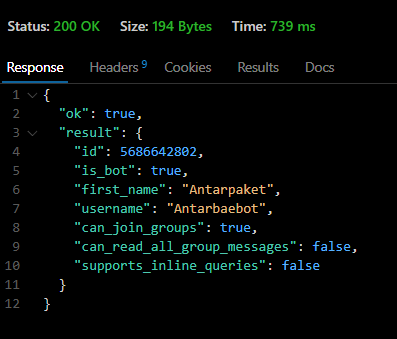 Status: 200 OK Size: 194 Bytes Time: 739 ms
Response Headers 9 Cookies Results Docs
1 {
2 "ok": true,
3 "result": {
4 "id": 5686642802,
5 "is_bot": true,
6 "first_name": "Antarpaket",
7 "username": "Antarbaebot",
8 "can_join_groups": true,
9 "can_read_all_group_messages": false,
10 "supports_inline_queries": false
11 }
12 }